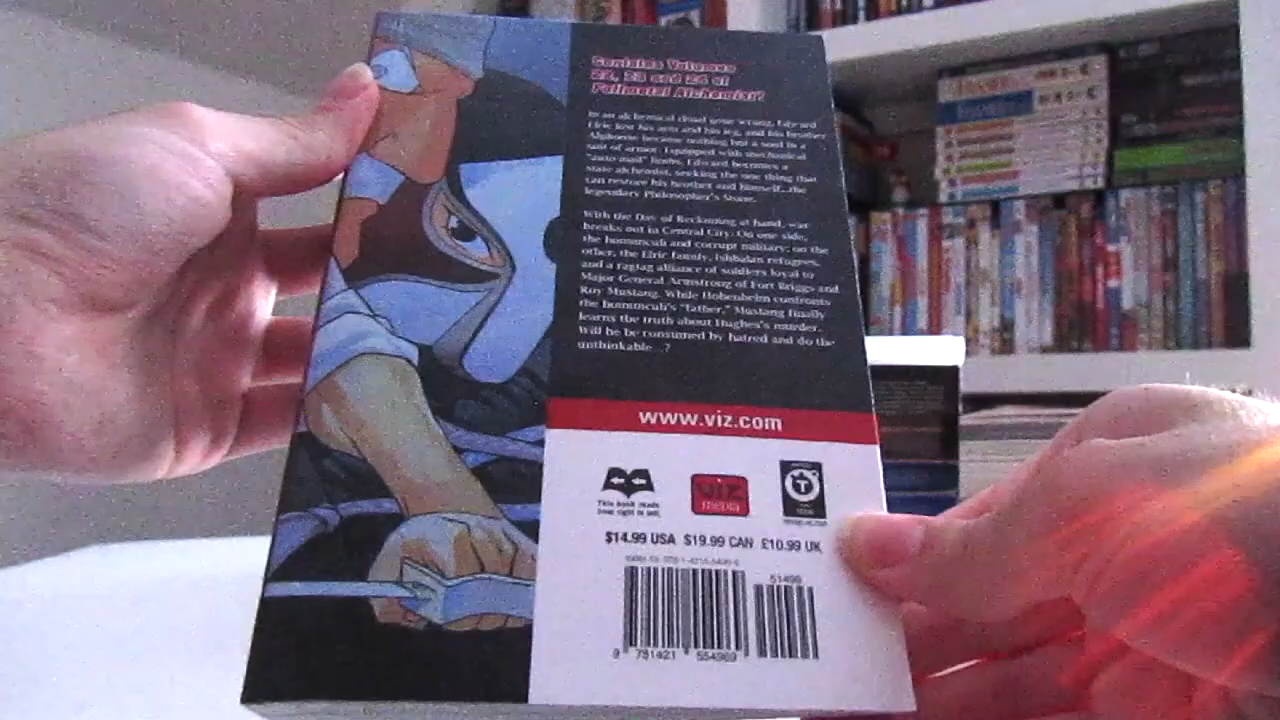 Contains Volumes
22, 23 and 24 of
Fullmetal Alchemist!
In an alchemical ritual gone wrong, Edward
Elric lost his arm and his leg, and his brother
Alphonse became nothing but a soul in a
suit of armor. Equipped with mechanical
"auto-mail" limbs, Edward becomes a
state alchemist, seeking the one thing that
can restore his brother and himself...the
legendary Philosopher's Stone.
With the Day of Reckoning at hand, war
breaks out in Central City: On one side,
the homunculi and corrupt military; on the
other, the Elric family, Ishbalan refugees,
and a ragtag alliance of soldiers loyal to
Major General Armstrong of Fort Briggs and
Roy Mustang. While Hohenheim confronts
the homunculi's "father," Mustang finally
learns the truth about Hughes's murder.
Will he be consumed by hatred and do the
unthinkable...?
www.viz.com
This book reads
from right to left.
VIZ
media
T
$14.99 USA $19.99 CAN £10.99 UK
51499
9 781421 554969